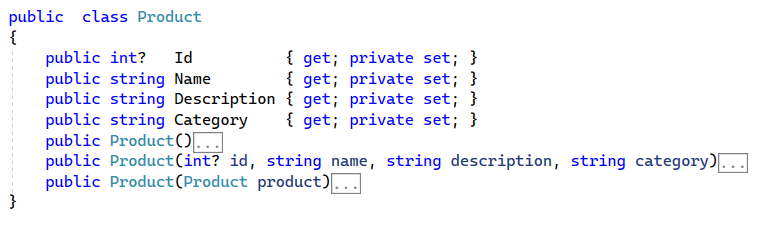 public  class Product
{
    public int?   Id          { get; private set; }
    public string Name        { get; private set; }
    public string Description { get; private set; }
    public string Category    { get; private set; }
    public Product()...
    public Product(int? id, string name, string description, string category)...
    public Product(Product product)...
}